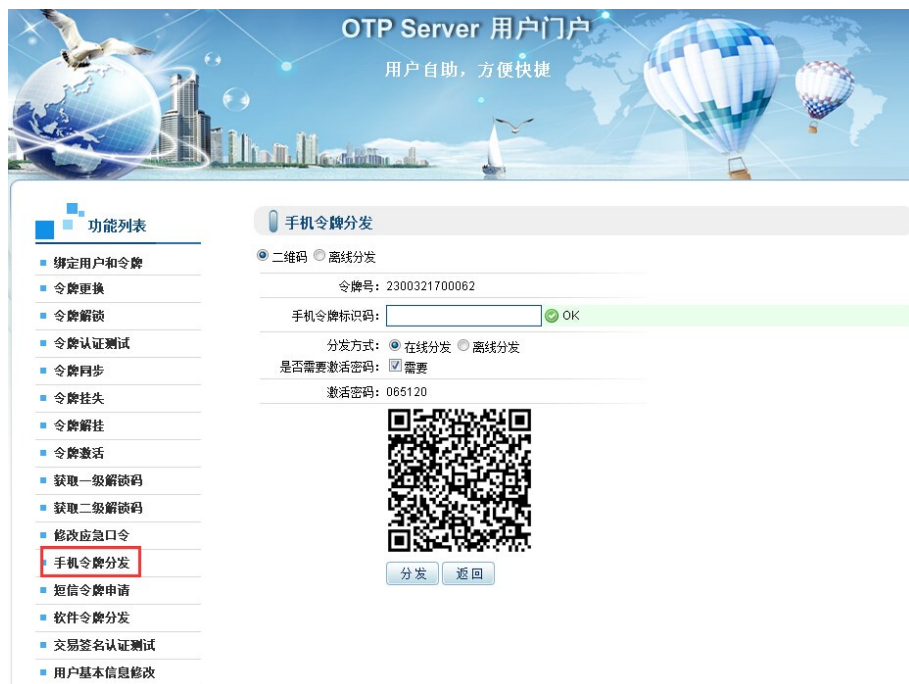 OTP Server 用户门户
用户自助，方便快捷
功能列表
绑定用户和令牌
令牌更换
令牌解锁
令牌认证测试
令牌同步
令牌挂失
令牌解挂
令牌激活
获取一级解锁码
获取二级解锁码
修改应急口令
手机令牌分发
短信令牌申请
软件令牌分发
交易签名认证测试
用户基本信息修改
手机令牌分发
二维码 离线分发
令牌号： 2300321700062
手机令牌标识码： OK
分发方式： 在线分发 离线分发
是否需要激活密码： 需要
激活密码： 065120
分发 返回